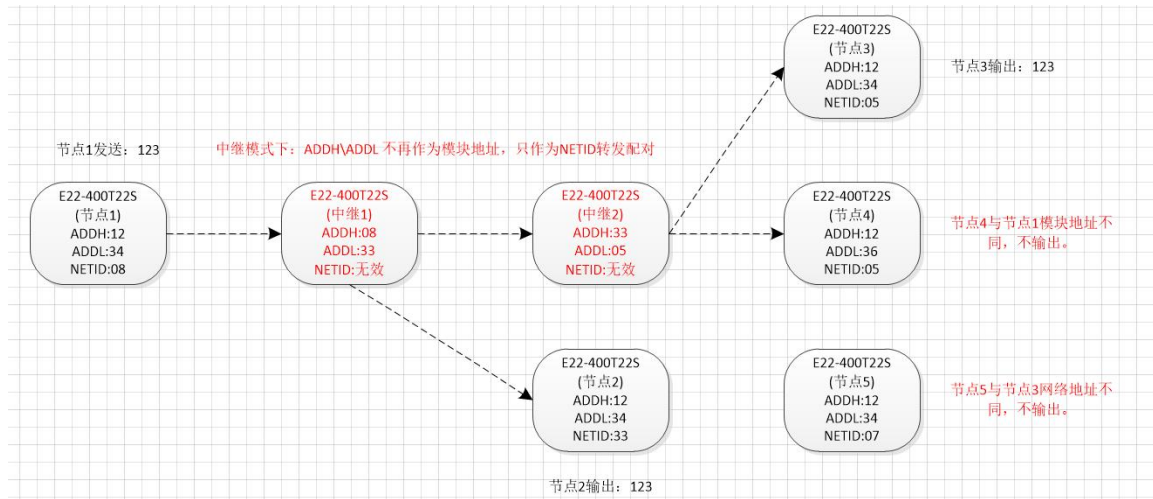 E22-400T22S
(节点3)
ADDH:12
ADDL:34
NETID:05
节点3输出：123
节点1发送：123
中继模式下：ADDH\ADDL 不再作为模块地址，只作为NETID转发配对
E22-400T22S
(节点1)
ADDH:12
ADDL:34
NETID:08
E22-400T22S
(中继1)
ADDH:08
ADDL:33
NETID:无效
E22-400T22S
(中继2)
ADDH:33
ADDL:05
NETID:无效
E22-400T22S
(节点4)
ADDH:12
ADDL:36
NETID:05
节点4与节点1模块地址不
同，不输出。
E22-400T22S
(节点2)
ADDH:12
ADDL:34
NETID:33
E22-400T22S
(节点5)
ADDH:12
ADDL:34
NETID:07
节点5与节点3网络地址不
同，不输出。
节点2输出：123